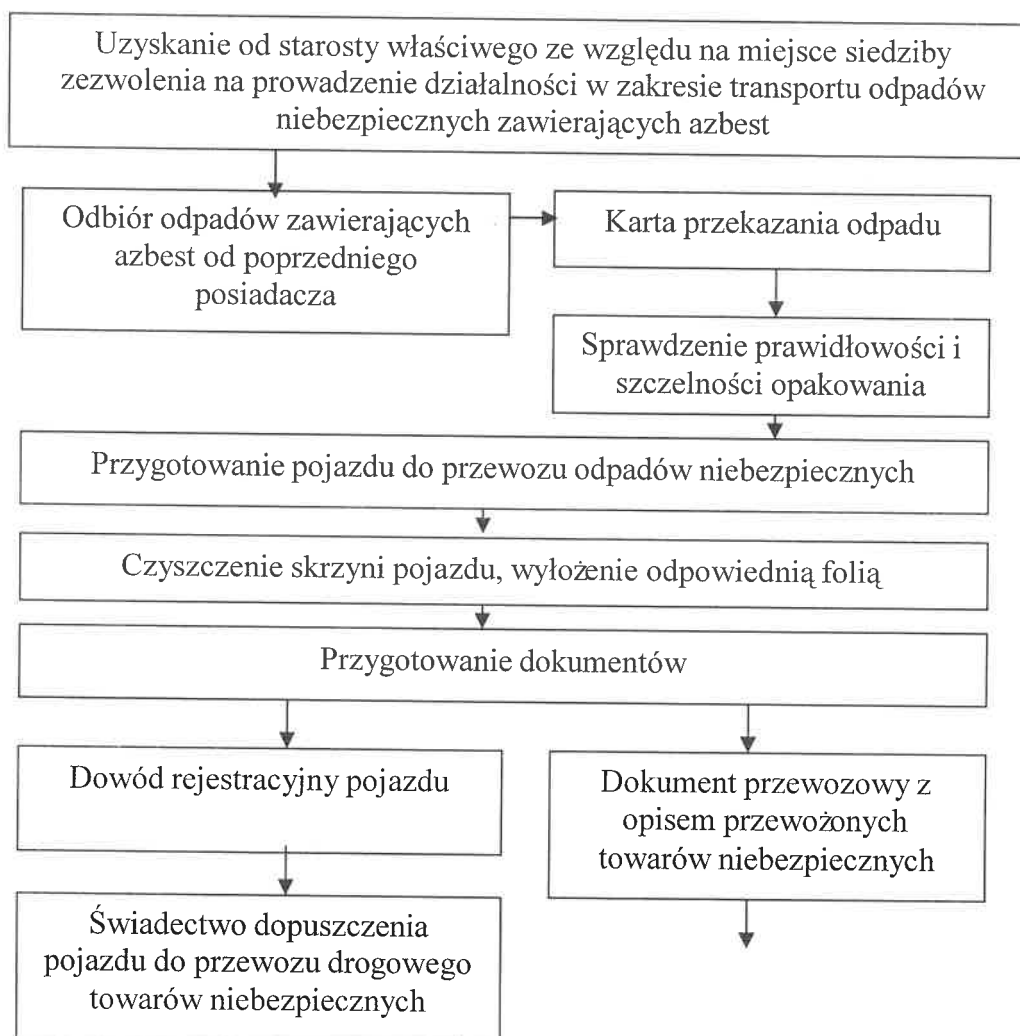 Uzyskanie od starosty właściwego ze względu na miejsce siedziby
zezwolenia na prowadzenie działalności w zakresie transportu odpadów
niebezpiecznych zawierających azbest
Odbiór odpadów zawierających
azbest od poprzedniego
posiadacza
Karta przekazania odpadu
Sprawdzenie prawidłowości i
szczelności opakowania
Przygotowanie pojazdu do przewozu odpadów niebezpiecznych
Czyszczenie skrzyni pojazdu, wyłożenie odpowiednią folią
Przygotowanie dokumentów
Dowód rejestracyjny pojazdu
Dokument przewozowy z
opisem przewożonych
towarów niebezpiecznych
Świadectwo dopuszczenia
pojazdu do przewozu drogowego
towarów niebezpiecznych